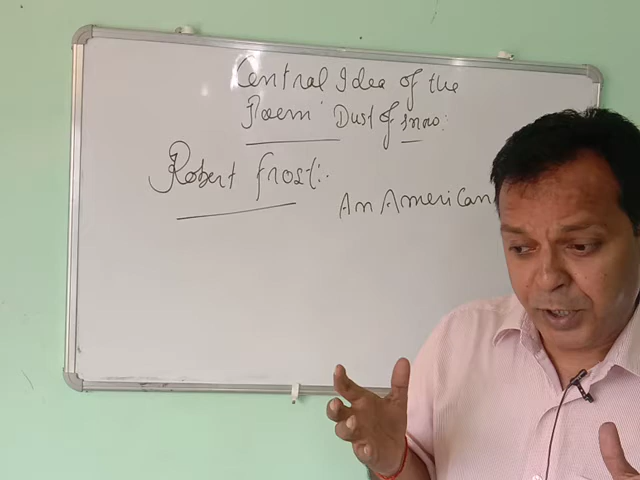 Central Idea of the
Poem Dust of Snow:
Robert Frost:-
An American